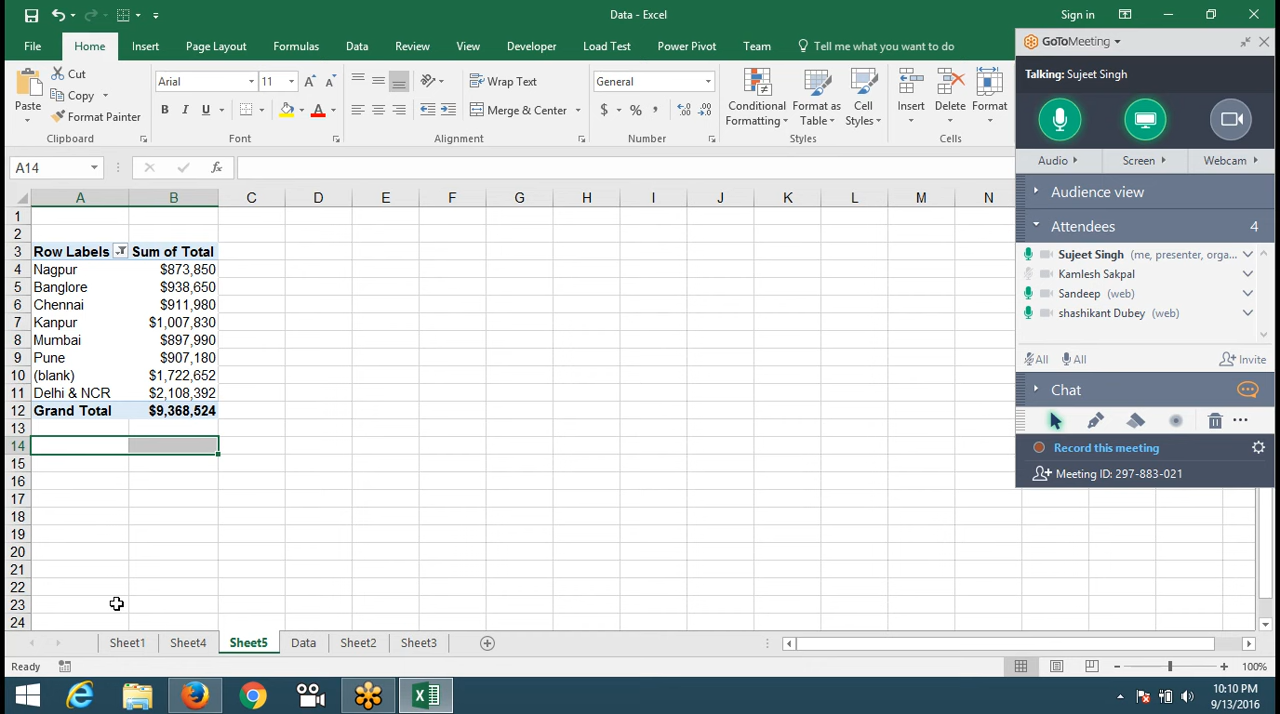 Data - Excel
Sign in
File Home Insert Page Layout Formulas Data Review View Developer Load Test Power Pivot Team Tell me what you want to do
Paste
Cut
Copy
Format Painter
Clipboard
Arial 11
B I U
Font
Wrap Text
Merge & Center
Alignment
General
$ % ,
Number
Conditional Formatting
Format as Table
Cell Styles
Styles
Insert Delete Format
Cells
A14
fx
A B C D E F G H I J K L M N
1
2
3 Row Labels Sum of Total
4 Nagpur $873,850
5 Banglore $938,650
6 Chennai $911,980
7 Kanpur $1,007,830
8 Mumbai $897,990
9 Pune $907,180
10 (blank) $1,722,652
11 Delhi & NCR $2,108,392
12 Grand Total $9,368,524
13
14
15
16
17
18
19
20
21
22
23
24
Sheet1 Sheet4 Sheet5 Data Sheet2 Sheet3
Ready
100%
GoToMeeting
Talking: Sujeet Singh
Audio Screen Webcam
Audience view
Attendees 4
Sujeet Singh (me, presenter, orga...
Kamlesh Sakpal
Sandeep (web)
shashikant Dubey (web)
All All Invite
Chat
Record this meeting
Meeting ID: 297-883-021
10:10 PM
9/13/2016